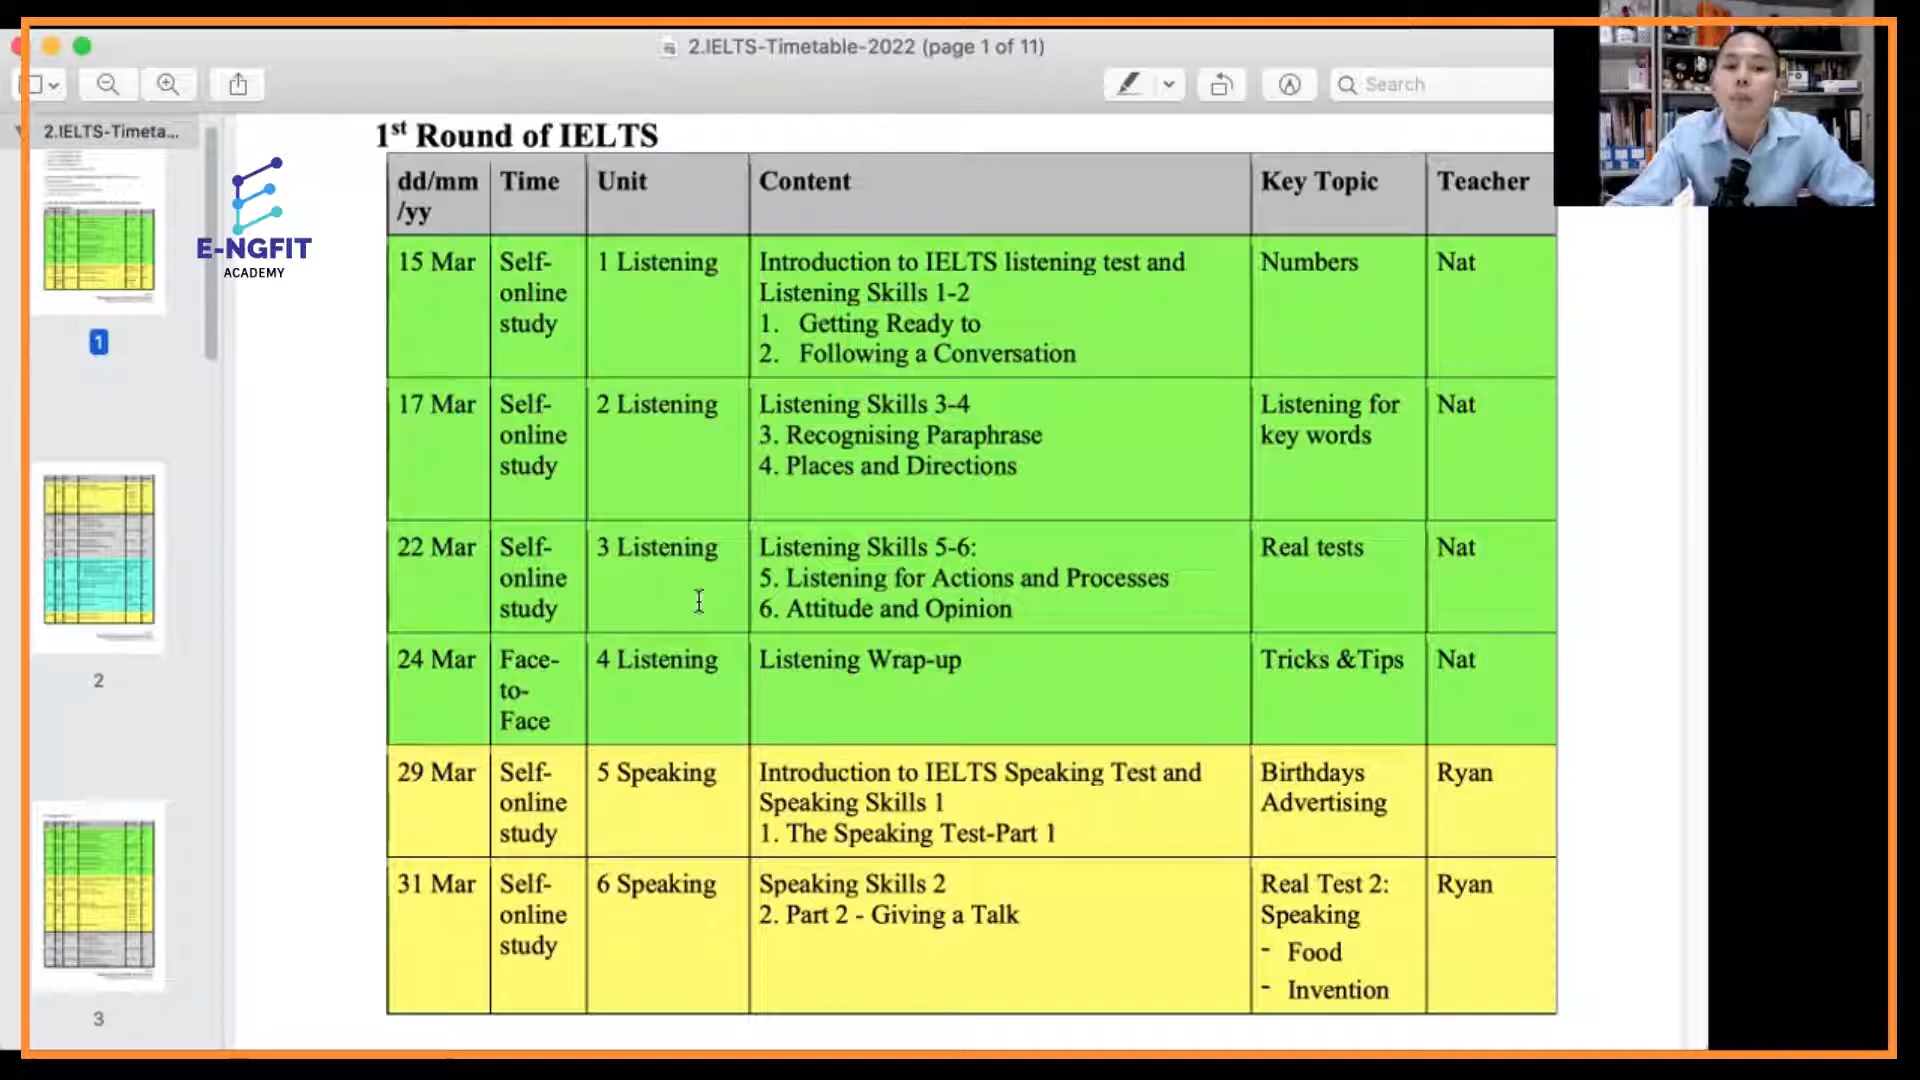 2.IELTS-Timetable-2022 (page 1 of 11)
Search
2.IELTS-Timeta...
E-NGFIT
ACADEMY
1
2
3
1st Round of IELTS
dd/mm
/yy
Time
Unit
Content
Key Topic
Teacher
15 Mar
Self-
online
study
1 Listening
Introduction to IELTS listening test and
Listening Skills 1-2
1. Getting Ready to
2. Following a Conversation
Numbers
Nat
17 Mar
Self-
online
study
2 Listening
Listening Skills 3-4
3. Recognising Paraphrase
4. Places and Directions
Listening for
key words
Nat
22 Mar
Self-
online
study
3 Listening
Listening Skills 5-6:
5. Listening for Actions and Processes
6. Attitude and Opinion
Real tests
Nat
24 Mar
Face-
to-
Face
4 Listening
Listening Wrap-up
Tricks &Tips
Nat
29 Mar
Self-
online
study
5 Speaking
Introduction to IELTS Speaking Test and
Speaking Skills 1
1. The Speaking Test-Part 1
Birthdays
Advertising
Ryan
31 Mar
Self-
online
study
6 Speaking
Speaking Skills 2
2. Part 2 - Giving a Talk
Real Test 2:
Speaking
- Food
- Invention
Ryan